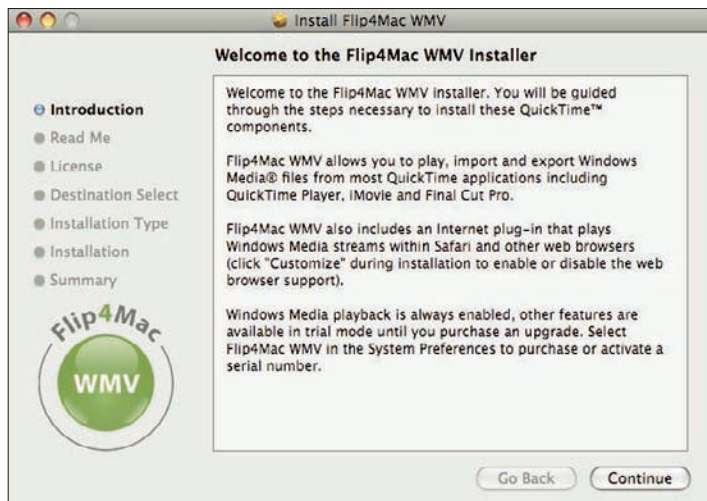 Install Flip4Mac WMV
Welcome to the Flip4Mac WMV Installer
Introduction
Read Me
License
Destination Select
Installation Type
Installation
Summary
Flip4Mac
WMV
Welcome to the Flip4Mac WMV installer. You will be guided
through the steps necessary to install these QuickTime™
components.
Flip4Mac WMV allows you to play, import and export Windows
Media® files from most QuickTime applications including
QuickTime Player, iMovie and Final Cut Pro.
Flip4Mac WMV also includes an Internet plug-in that plays
Windows Media streams within Safari and other web browsers
(click "Customize" during installation to enable or disable the web
browser support).
Windows Media playback is always enabled, other features are
available in trial mode until you purchase an upgrade. Select
Flip4Mac WMV in the System Preferences to purchase or activate a
serial number.
Go Back
Continue